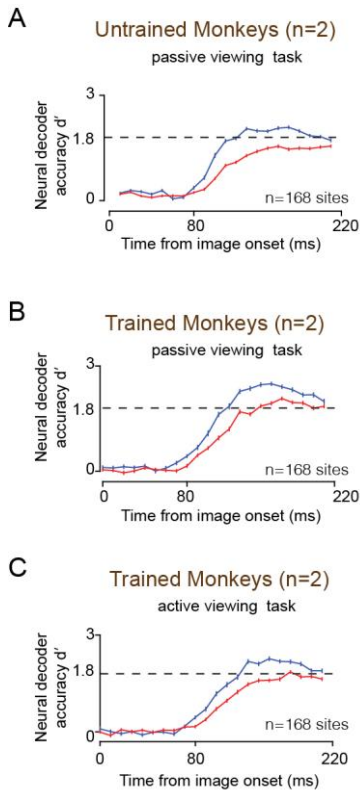 A
Untrained Monkeys (n=2)
passive viewing task
Neural decoder
accuracy d'
3
1.8
0
n=168 sites
0 80 220
Time from image onset (ms)
B
Trained Monkeys (n=2)
passive viewing task
Neural decoder
accuracy d'
3
1.8
0
n=168 sites
0 80 220
Time from image onset (ms)
C
Trained Monkeys (n=2)
active viewing task
Neural decoder
accuracy d'
3
1.8
0
n=168 sites
0 80 220
Time from image onset (ms)